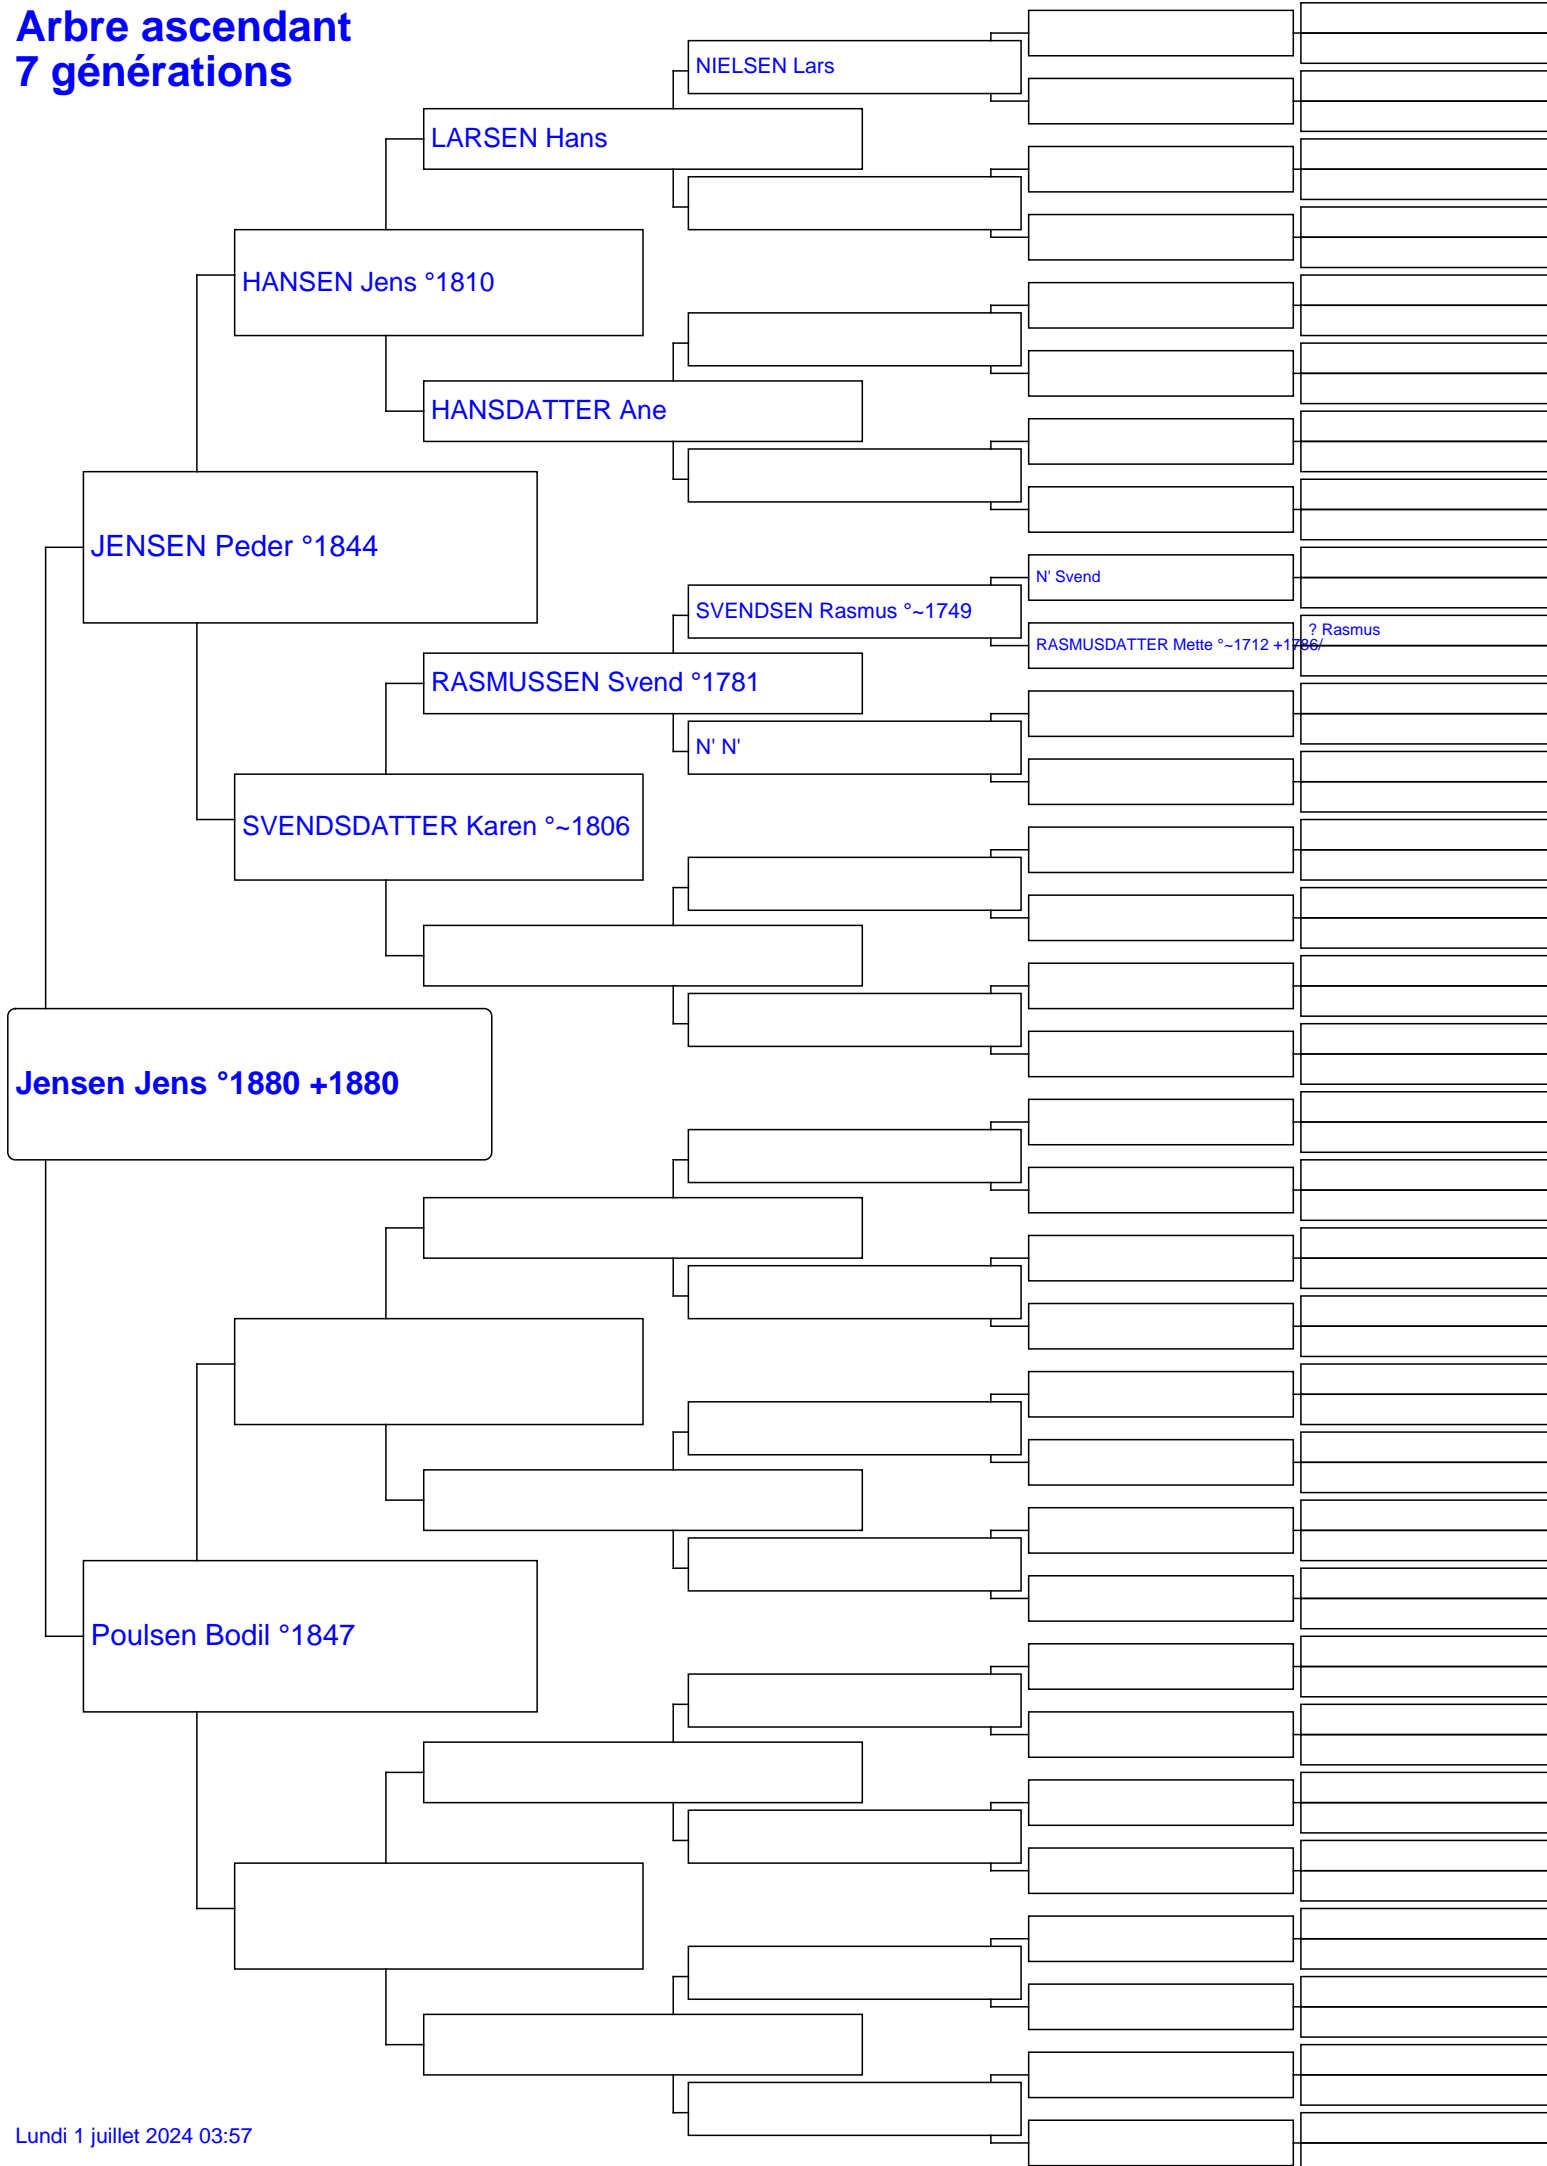 Arbre ascendant
7 générations
NIELSEN Lars
LARSEN Hans
HANSEN Jens °1810
HANSDATTER Ane
JENSEN Peder °1844
N' Svend
SVENDSEN Rasmus °~1749
? Rasmus
RASMUSDATTER Mette °~1712 +1786/
RASMUSSEN Svend °1781
N' N'
SVENDSDATTER Karen °~1806
Jensen Jens °1880 +1880
Poulsen Bodil °1847
Lundi 1 juillet 2024 03:57